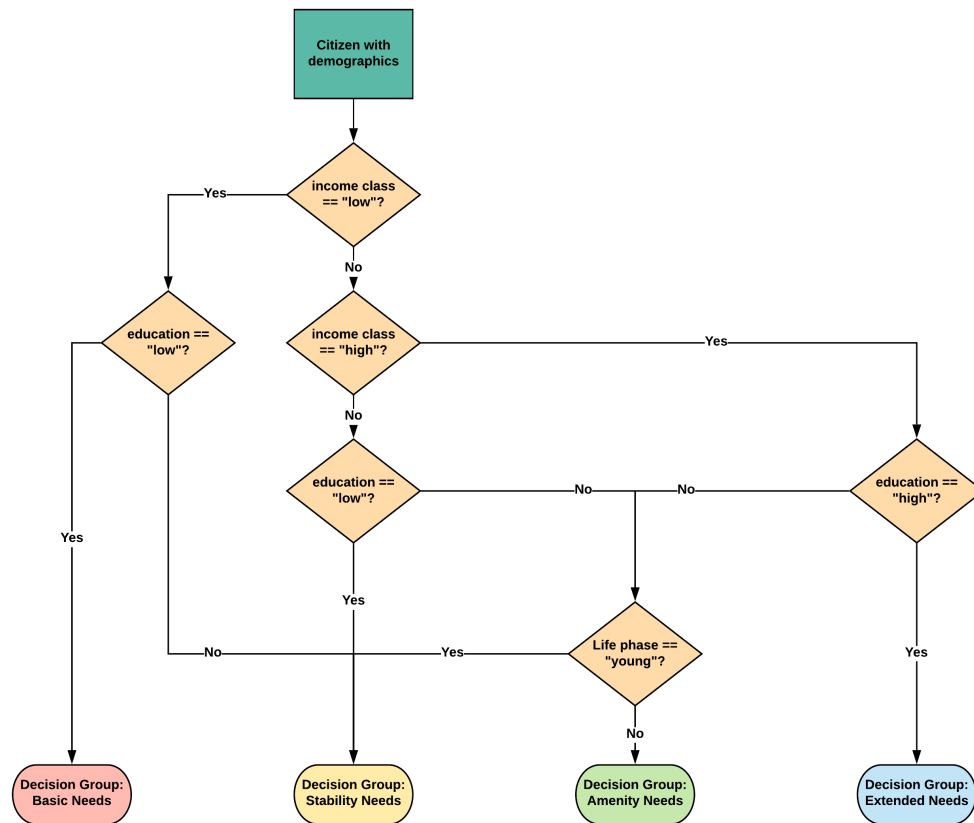 Citizen with
demographics
income class
== "low"?
Yes
No
education ==
"low"?
income class
== "high"?
Yes
No
education ==
"low"?
No
No
education ==
"high"?
Yes
Yes
No
Yes
Life phase ==
"young"?
Yes
No
Decision Group:
Basic Needs
Decision Group:
Stability Needs
Decision Group:
Amenity Needs
Decision Group:
Extended Needs